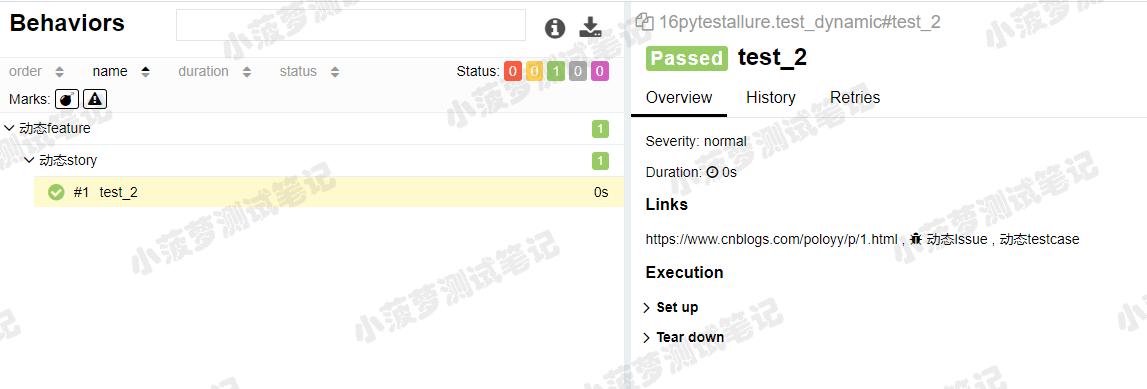 Behaviors
order name duration status Status: 0 0 1 0 0
Marks:
动态feature 1
动态story 1
#1 test_2 0s
16pytestallure.test_dynamic#test_2
Passed test_2
Overview History Retries
Severity: normal
Duration: 0s
Links
https://www.cnblogs.com/poloyy/p/1.html , 动态Issue , 动态testcase
Execution
Set up
Tear down
小菠萝测试笔记